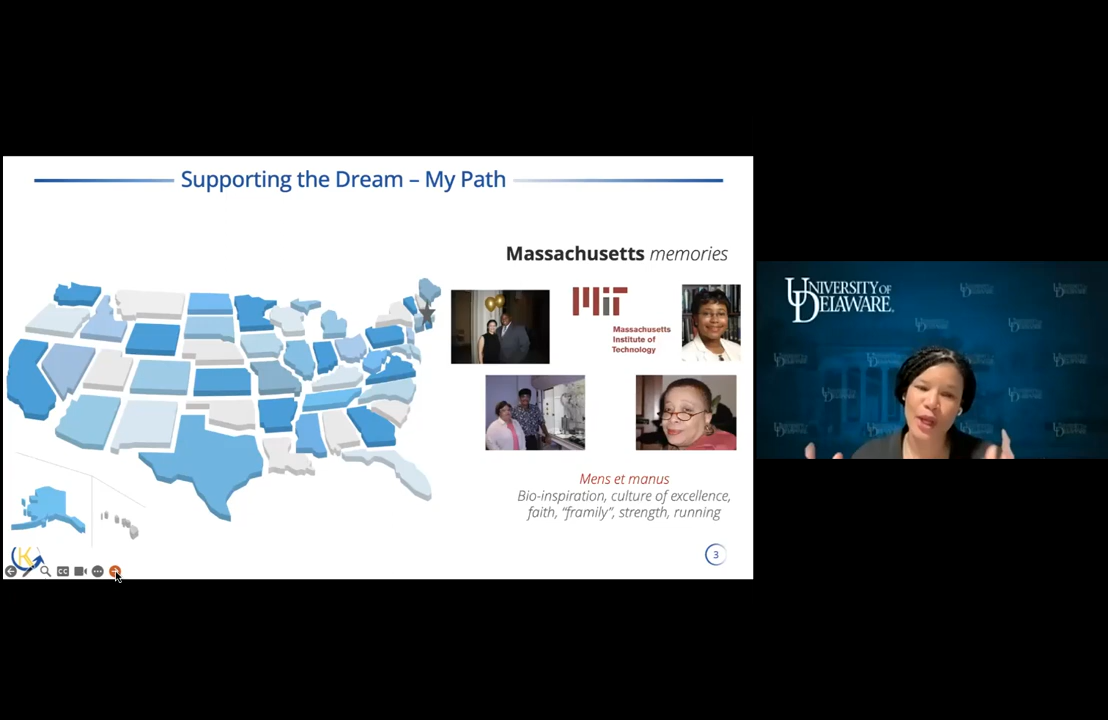 Supporting the Dream – My Path
Massachusetts memories
MIT
Massachusetts
Institute of
Technology
Mens et manus
Bio-inspiration, culture of excellence,
faith, “framily”, strength, running
3
K
CC
UNIVERSITY OF
DELAWARE.